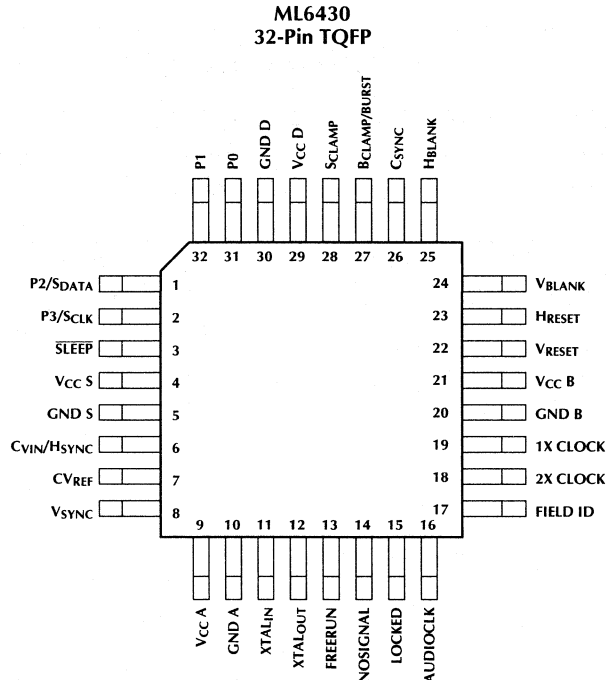 ML6430
32-Pin TQFP
P1
P0
GND D
VCC D
SCLAMP
BCLAMP/BURST
CSYNC
HBLANK
32 31 30 29 28 27 26 25
P2/SDATA 1
P3/SCLK 2
SLEEP 3
VCC S 4
GND S 5
CVIN/HSYNC 6
CVREF 7
VSYNC 8
24 VBLANK
23 HRESET
22 VRESET
21 VCC B
20 GND B
19 1X CLOCK
18 2X CLOCK
17 FIELD ID
9 10 11 12 13 14 15 16
VCC A
GND A
XTALIN
XTALOUT
FREERUN
NOSIGNAL
LOCKED
AUDIOCLK